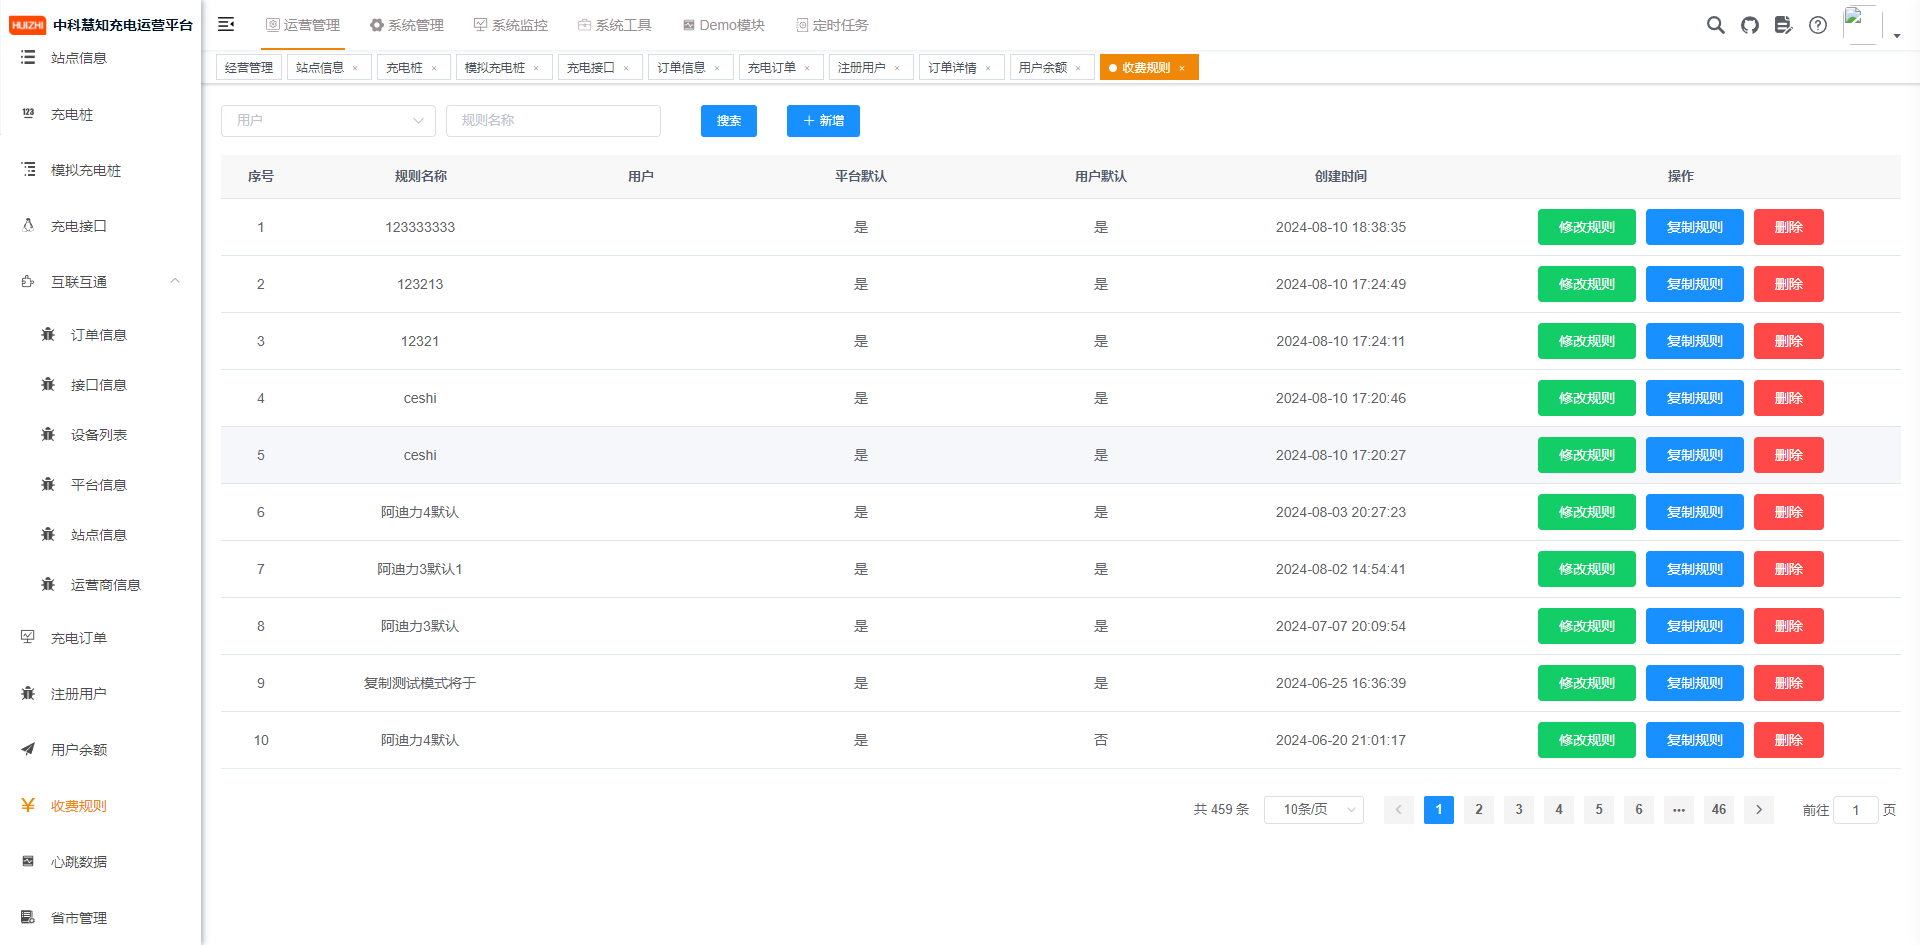 HUIZHI 中科慧知充电运营平台
运营管理 系统管理 系统监控 系统工具 Demo模块 定时任务
经营管理 站点信息 × 充电桩 × 模拟充电桩 × 充电接口 × 订单信息 × 充电订单 × 注册用户 × 订单详情 × 用户余额 × 收费规则 ×
站点信息
充电桩
模拟充电桩
充电接口
互联互通
订单信息
接口信息
设备列表
平台信息
站点信息
运营商信息
充电订单
注册用户
用户余额
收费规则
心跳数据
省市管理
用户 规则名称 搜索 + 新增
序号 规则名称 用户 平台默认 用户默认 创建时间 操作
1 123333333 是 是 2024-08-10 18:38:35 修改规则 复制规则 删除
2 123213 是 是 2024-08-10 17:24:49 修改规则 复制规则 删除
3 12321 是 是 2024-08-10 17:24:11 修改规则 复制规则 删除
4 ceshi 是 是 2024-08-10 17:20:46 修改规则 复制规则 删除
5 ceshi 是 是 2024-08-10 17:20:27 修改规则 复制规则 删除
6 阿迪力4默认 是 是 2024-08-03 20:27:23 修改规则 复制规则 删除
7 阿迪力3默认1 是 是 2024-08-02 14:54:41 修改规则 复制规则 删除
8 阿迪力3默认 是 是 2024-07-07 20:09:54 修改规则 复制规则 删除
9 复制测试模式将于 是 是 2024-06-25 16:36:39 修改规则 复制规则 删除
10 阿迪力4默认 是 否 2024-06-20 21:01:17 修改规则 复制规则 删除
共 459 条 10条/页 1 2 3 4 5 6 ••• 46 前往 1 页